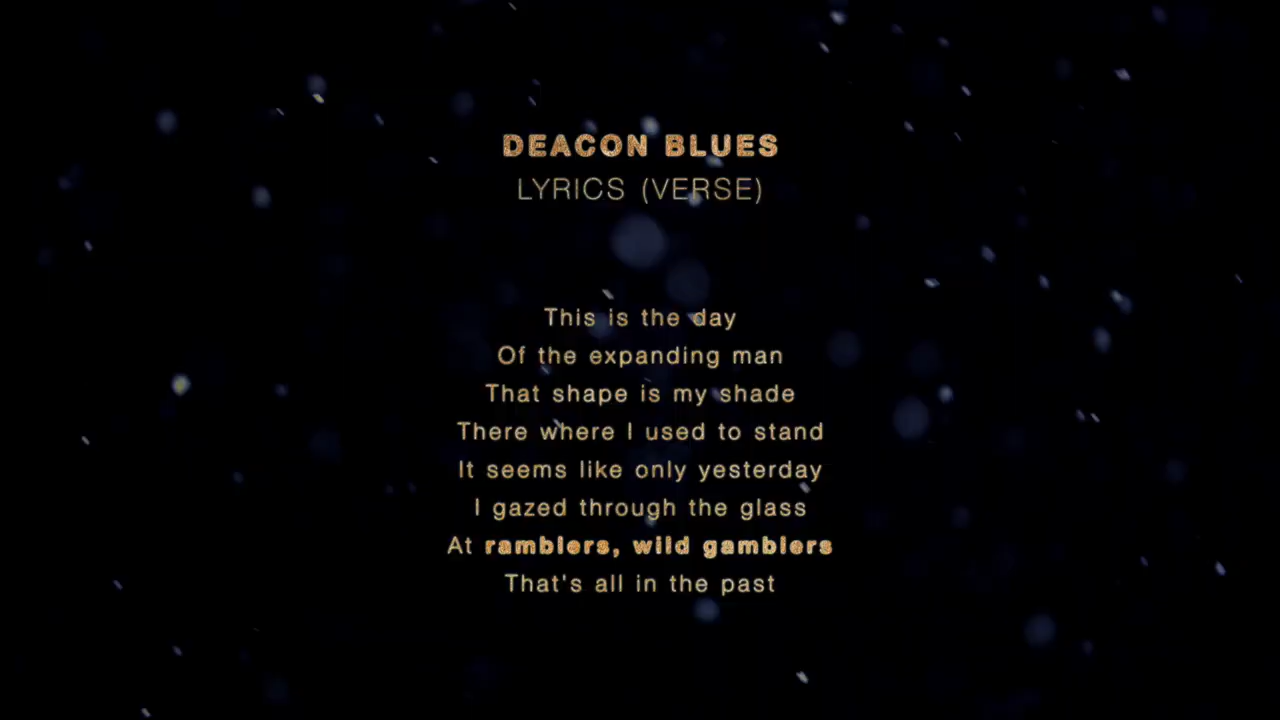 DEACON BLUES
LYRICS (VERSE)
This is the day
Of the expanding man
That shape is my shade
There where I used to stand
It seems like only yesterday
I gazed through the glass
At ramblers, wild gamblers
That's all in the past